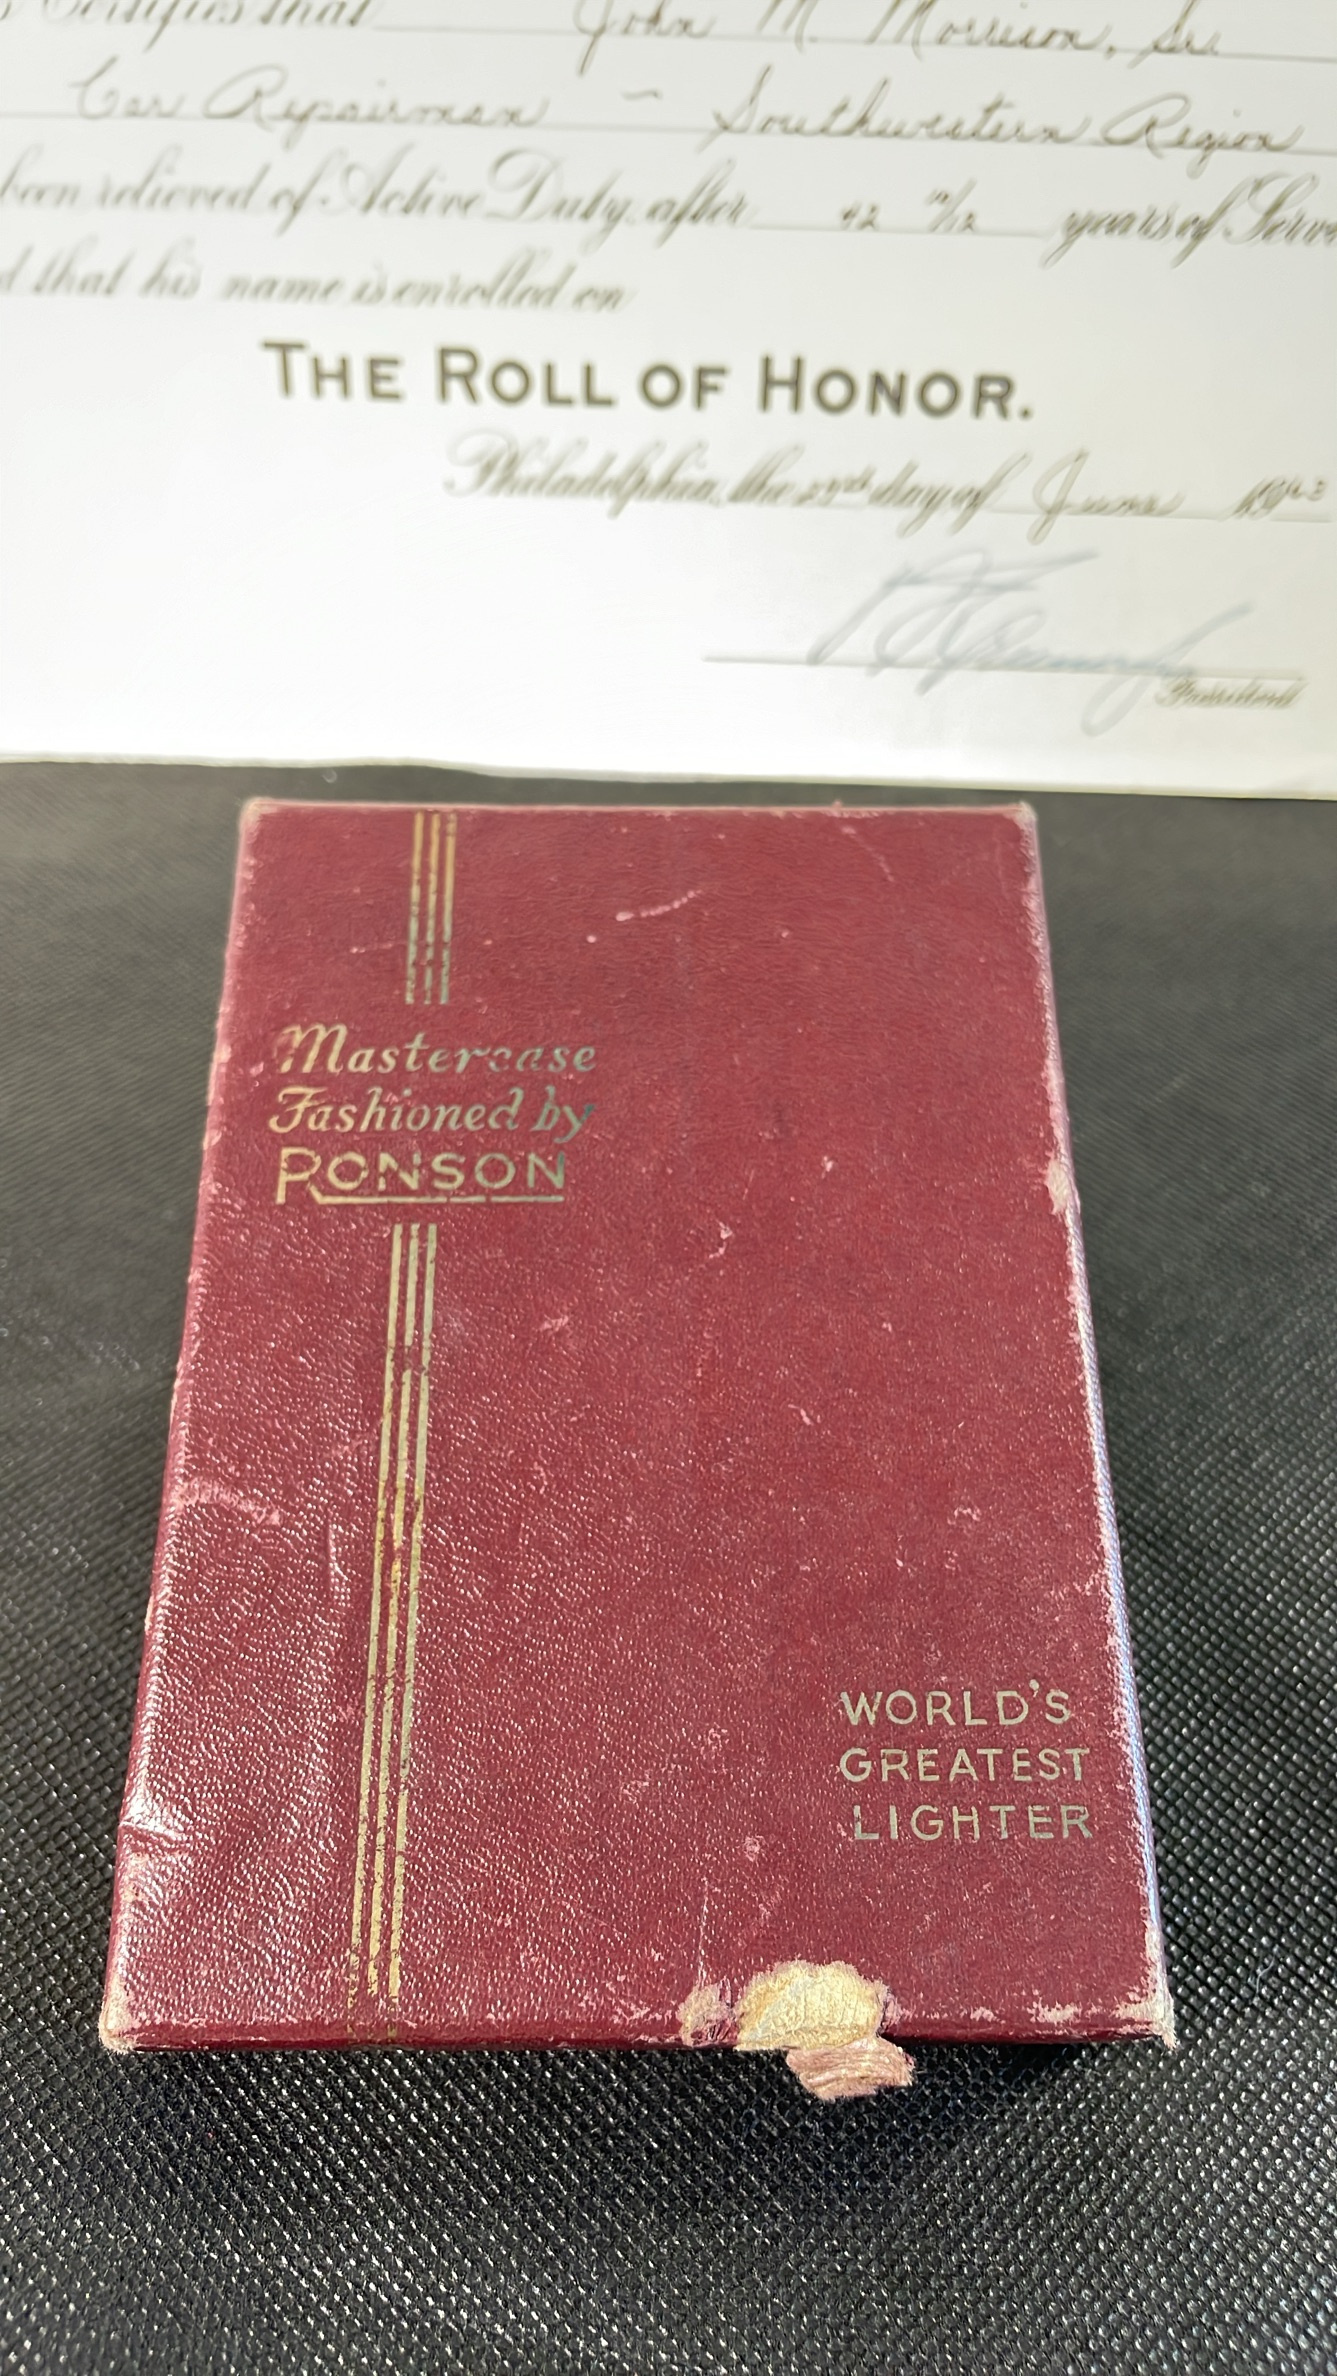 Certifies that John M. Morrison, Sr.
Car Repairman - Southwestern Region
been relieved of Active Duty, after 42 years of
that his name is enrolled on
THE ROLL OF HONOR.
Philadelphia, the day of June
President
Mastercase
Fashioned by
RONSON
WORLD'S
GREATEST
LIGHTER